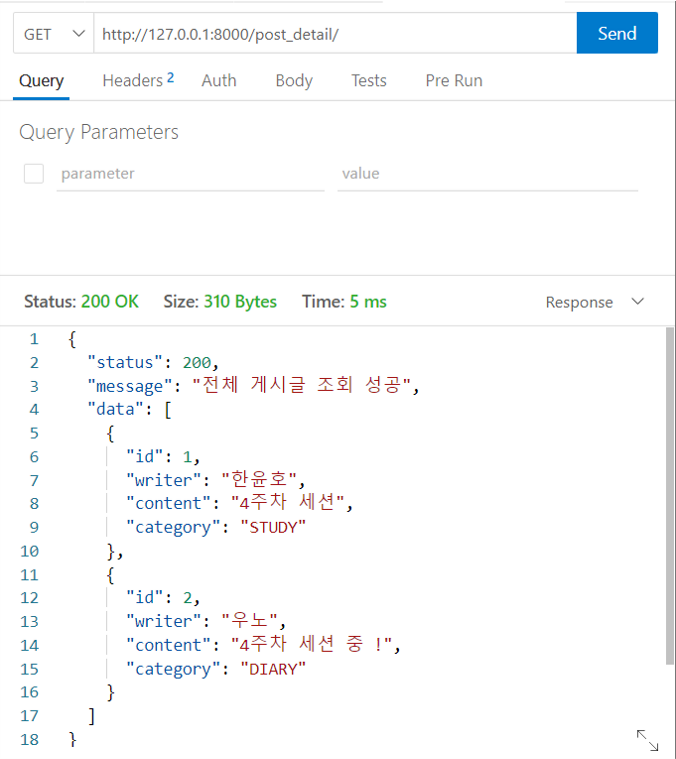 GET http://127.0.0.1:8000/post_detail/ Send
Query Headers 2 Auth Body Tests Pre Run
Query Parameters
parameter value
Status: 200 OK Size: 310 Bytes Time: 5 ms Response
1 {
2 "status": 200,
3 "message": "전체 게시글 조회 성공",
4 "data": [
5 {
6 "id": 1,
7 "writer": "한윤호",
8 "content": "4주차 세션",
9 "category": "STUDY"
10 },
11 {
12 "id": 2,
13 "writer": "우노",
14 "content": "4주차 세션 중 !",
15 "category": "DIARY"
16 }
17 ]
18 }